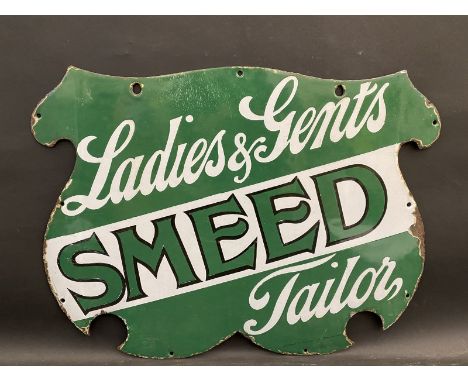 Ladies & Gents
SMEED
Tailor,